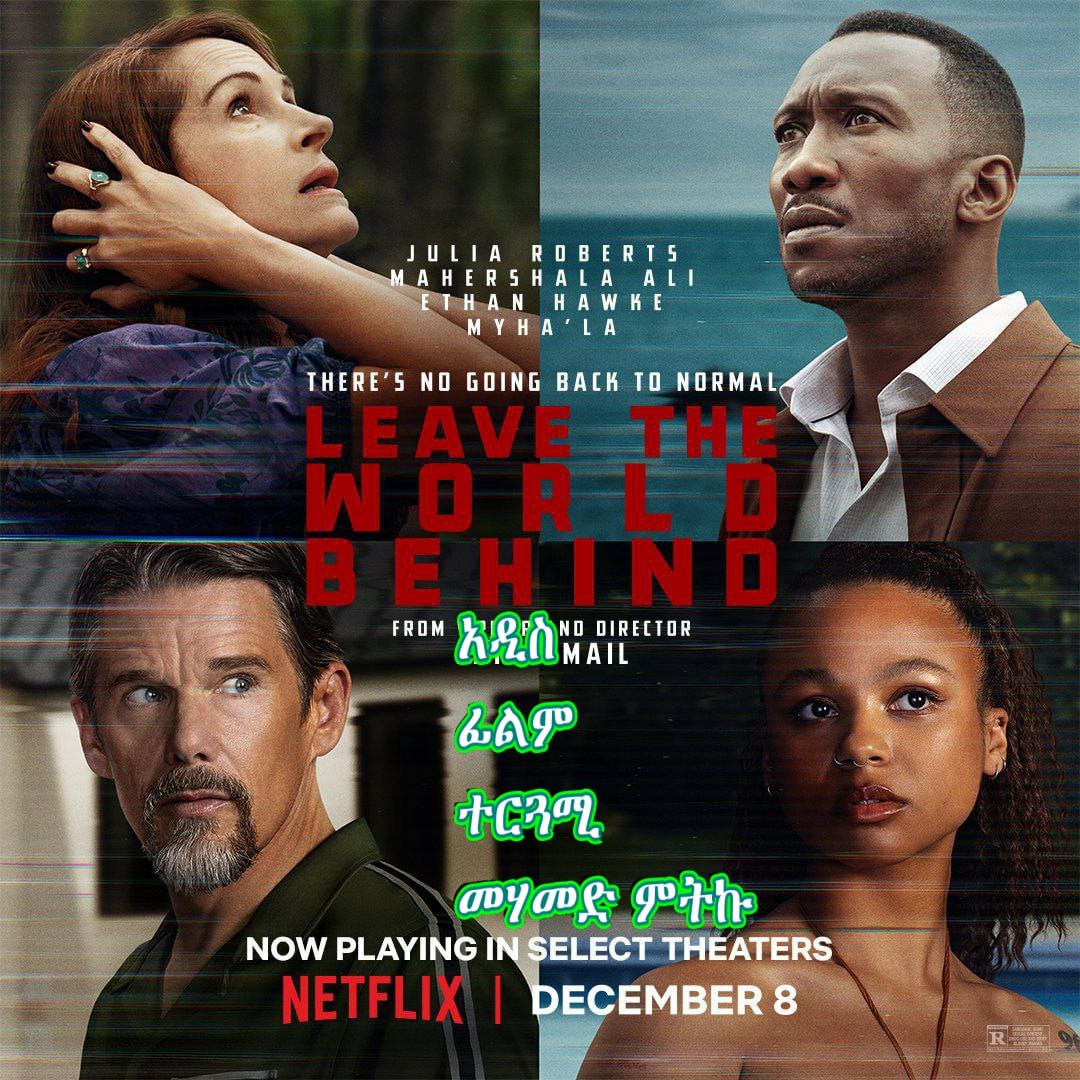 JULIA ROBERTS
MAHERSHALA ALI
ETHAN HAWKE
MYHA'LA
THERE'S NO GOING BACK TO NORMAL
LEAVE THE
WORLD
BEHIND
FROM DIRECTOR
MAIL
አዲስ
ፊልም
ተርጓሚ
መሃመድ ምትኩ
NOW PLAYING IN SELECT THEATERS
NETFLIX | DECEMBER 8
R